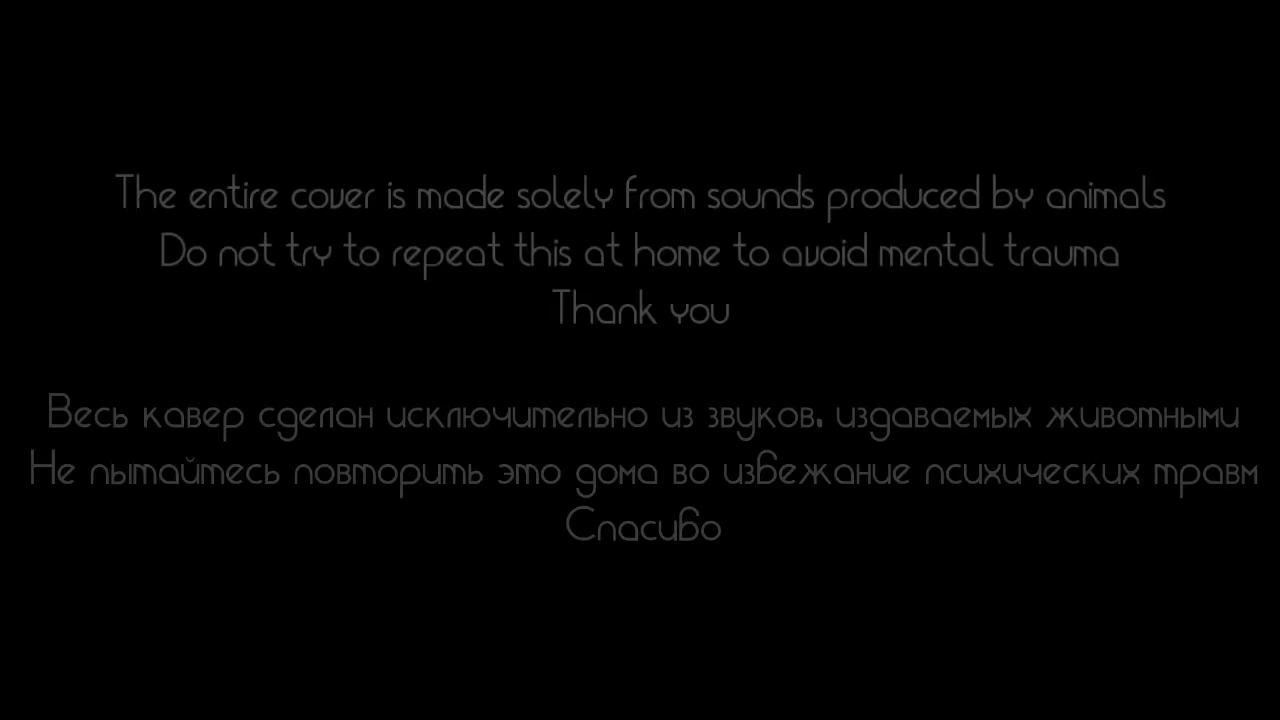 The entire cover is made solely from sounds produced by animals
Do not try to repeat this at home to avoid mental trauma
Thank you
Весь кавер сделан исключительно из звуков, издаваемых животными
Не пытайтесь повторить это дома во избежание психических травм
Спасибо